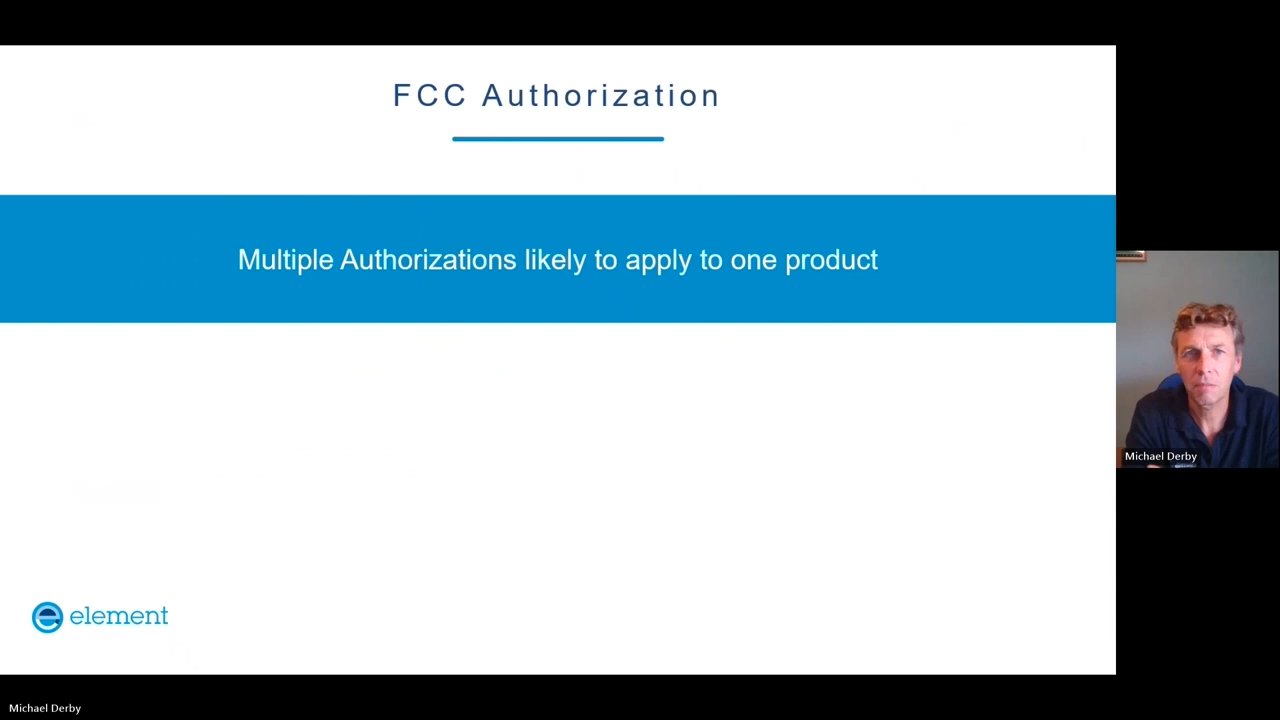 FCC Authorization
Multiple Authorizations likely to apply to one product
element
Michael Derby
Michael Derby